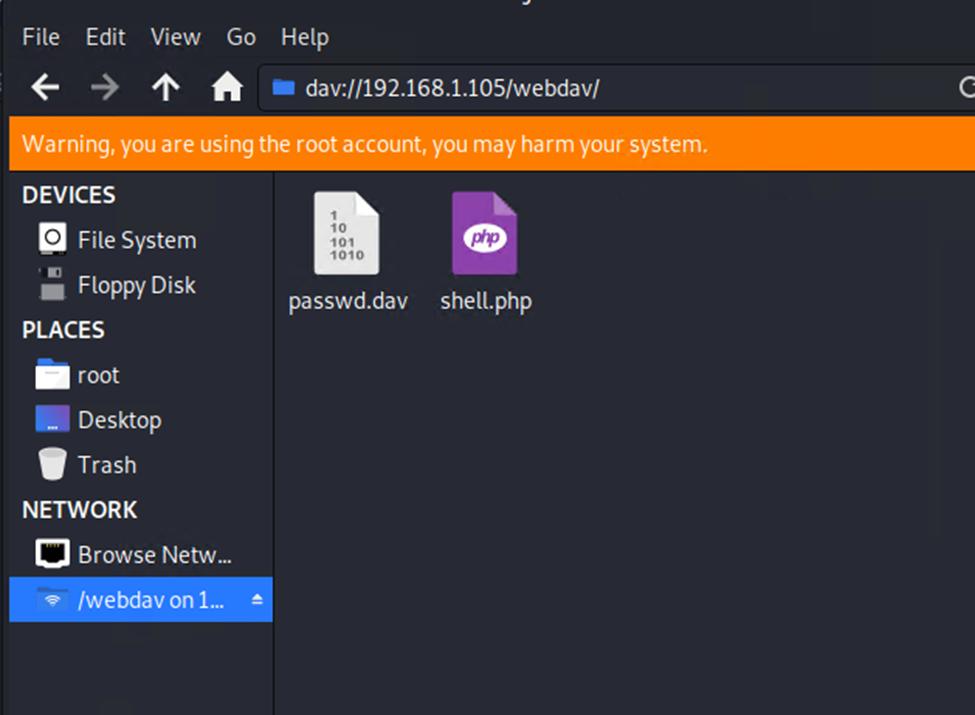 File Edit View Go Help
dav://192.168.1.105/webdav/
Warning, you are using the root account, you may harm your system.
DEVICES
File System
Floppy Disk
PLACES
root
Desktop
Trash
NETWORK
Browse Netw...
/webdav on 1...
1
10
101
1010
passwd.dav
php
shell.php